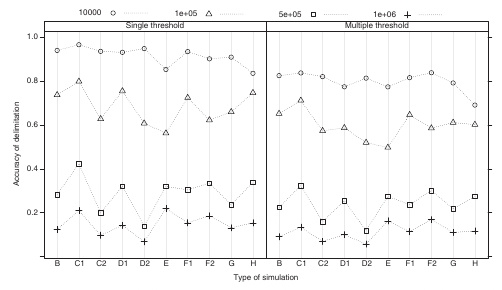 10000 1e+05 5e+05 1e+06
Single threshold Multiple threshold
1.0
0.8
0.6
0.4
0.2
Accuracy of delimitation
B C1 C2 D1 D2 E F1 F2 G H B C1 C2 D1 D2 E F1 F2 G H
Type of simulation